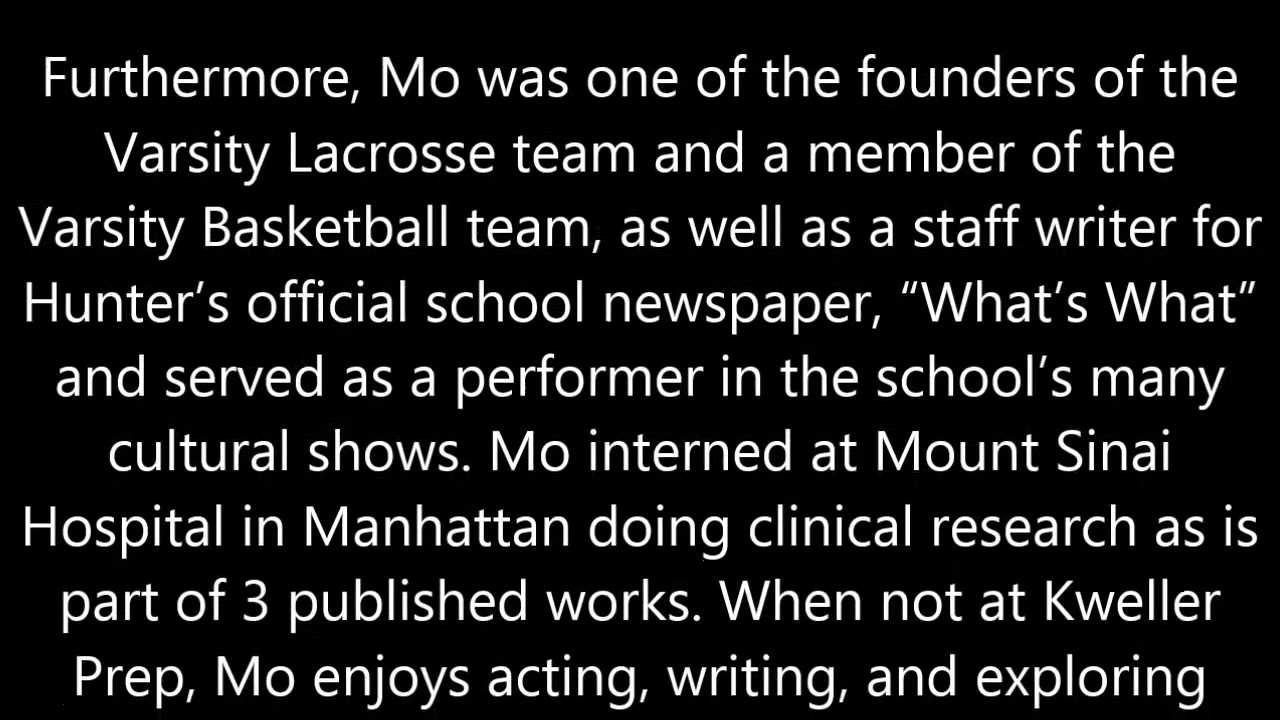 Furthermore, Mo was one of the founders of the
Varsity Lacrosse team and a member of the
Varsity Basketball team, as well as a staff writer for
Hunter’s official school newspaper, “What’s What”
and served as a performer in the school’s many
cultural shows. Mo interned at Mount Sinai
Hospital in Manhattan doing clinical research as is
part of 3 published works. When not at Kweller
Prep, Mo enjoys acting, writing, and exploring